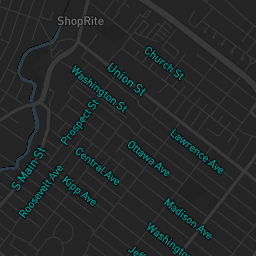 ShopRite
Church St
Union St
Washington St
Prospect St
Lawrence Ave
Ottawa Ave
S Main St
Central Ave
Roosevelt Ave
Kipp Ave
Madison Ave
Washington
Jeff